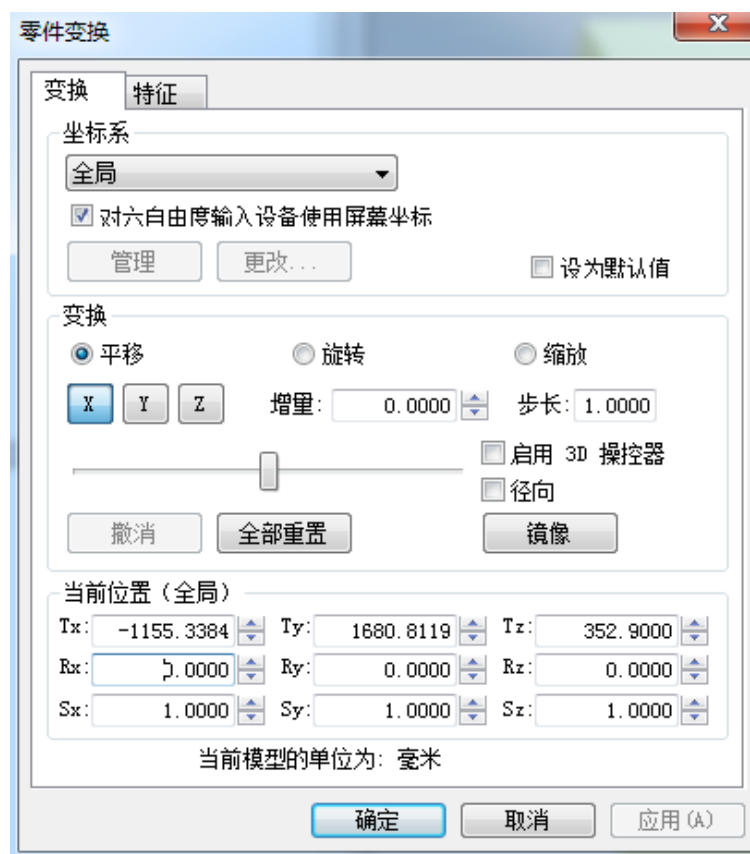 零件变换
X
变换 特征
坐标系
全局
对六自由度输入设备使用屏幕坐标
管理 更改...
设为默认值
变换
平移 旋转 缩放
X Y Z 增量: 0.0000 步长: 1.0000
启用 3D 操控器
径向
撤消 全部重置 镜像
当前位置（全局）
Tx: -1155.3384 Ty: 1680.8119 Tz: 352.9000
Rx: 0.0000 Ry: 0.0000 Rz: 0.0000
Sx: 1.0000 Sy: 1.0000 Sz: 1.0000
当前模型的单位为: 毫米
确定 取消 应用(A)